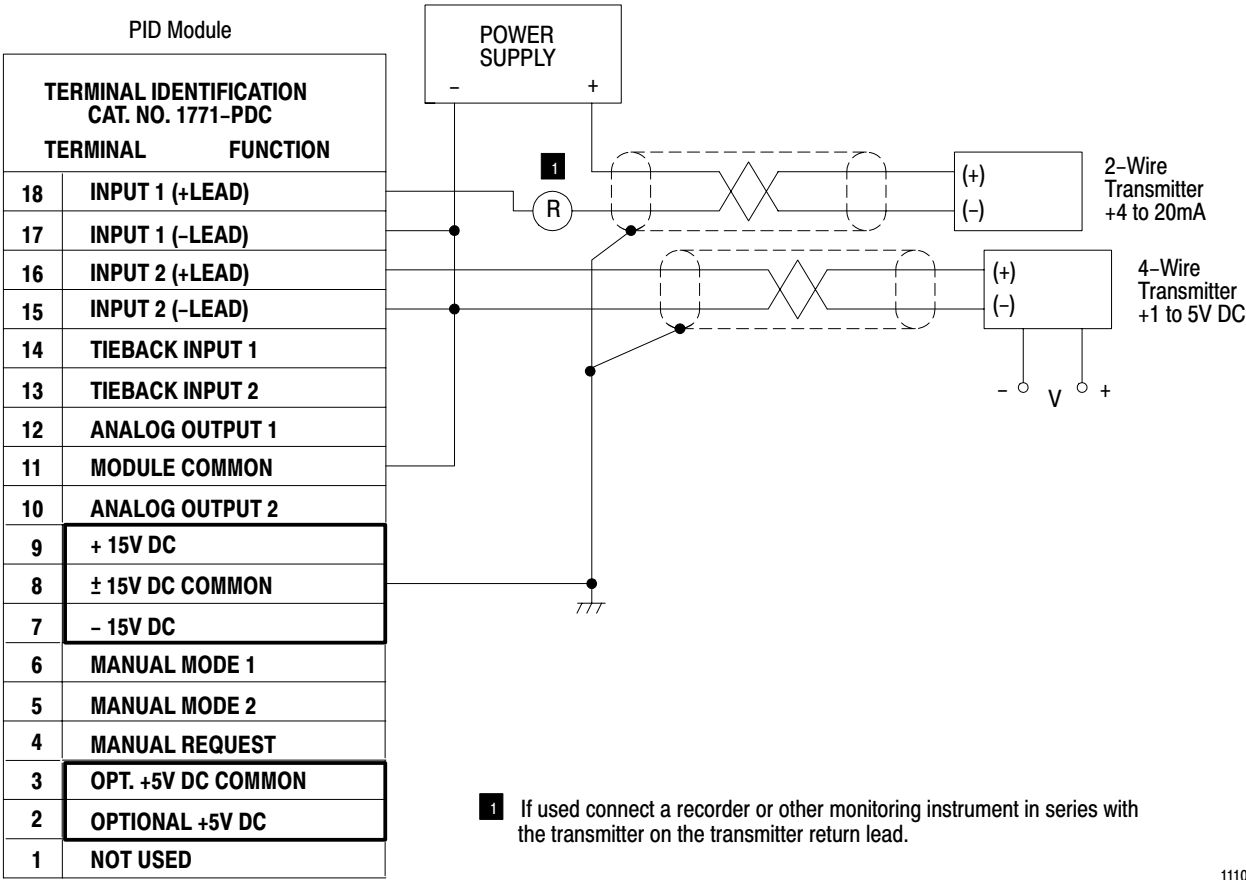 PID Module
TERMINAL IDENTIFICATION
CAT. NO. 1771–PDC
TERMINAL FUNCTION
18 INPUT 1 (+LEAD)
17 INPUT 1 (–LEAD)
16 INPUT 2 (+LEAD)
15 INPUT 2 (–LEAD)
14 TIEBACK INPUT 1
13 TIEBACK INPUT 2
12 ANALOG OUTPUT 1
11 MODULE COMMON
10 ANALOG OUTPUT 2
9 + 15V DC
8 ± 15V DC COMMON
7 – 15V DC
6 MANUAL MODE 1
5 MANUAL MODE 2
4 MANUAL REQUEST
3 OPT. +5V DC COMMON
2 OPTIONAL +5V DC
1 NOT USED
POWER
SUPPLY
– +
1
R
(+)
(–)
2–Wire
Transmitter
+4 to 20mA
(+)
(–)
4–Wire
Transmitter
+1 to 5V DC
– V +
1 If used connect a recorder or other monitoring instrument in series with
the transmitter on the transmitter return lead.
1110